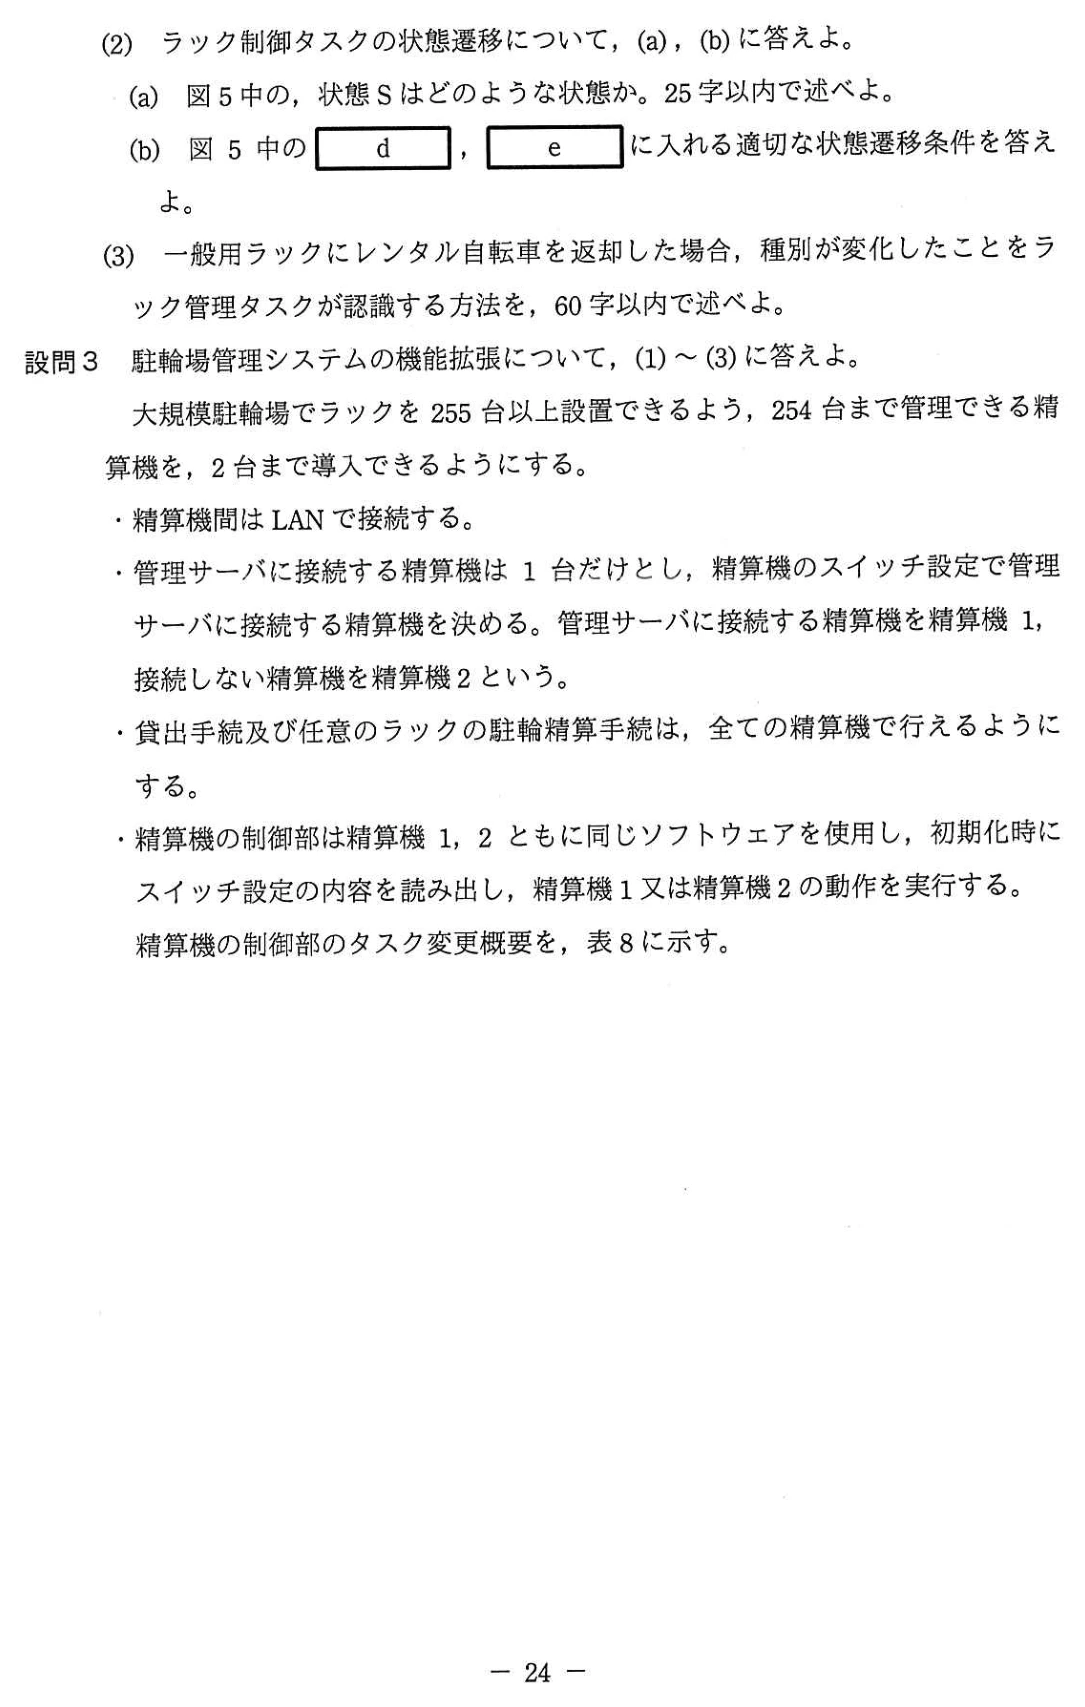 (2) ラック制御タスクの状態遷移について，(a)，(b)に答えよ。
(a) 図5中の，状態Sはどのような状態か。25字以内で述べよ。
(b) 図5中の d ， e に入れる適切な状態遷移条件を答え
よ。
(3) 一般用ラックにレンタル自転車を返却した場合，種別が変化したことをラ
ック管理タスクが認識する方法を，60字以内で述べよ。
設問3 駐輪場管理システムの機能拡張について，(1)～(3)に答えよ。
大規模駐輪場でラックを255台以上設置できるよう，254台まで管理できる精
算機を，2台まで導入できるようにする。
・精算機間はLANで接続する。
・管理サーバに接続する精算機は1台だけとし，精算機のスイッチ設定で管理
サーバに接続する精算機を決める。管理サーバに接続する精算機を精算機1，
接続しない精算機を精算機2という。
・貸出手続及び任意のラックの駐輪精算手続は，全ての精算機で行えるように
する。
・精算機の制御部は精算機1，2ともに同じソフトウェアを使用し，初期化時に
スイッチ設定の内容を読み出し，精算機1又は精算機2の動作を実行する。
精算機の制御部のタスク変更概要を，表8に示す。
－ 24 －